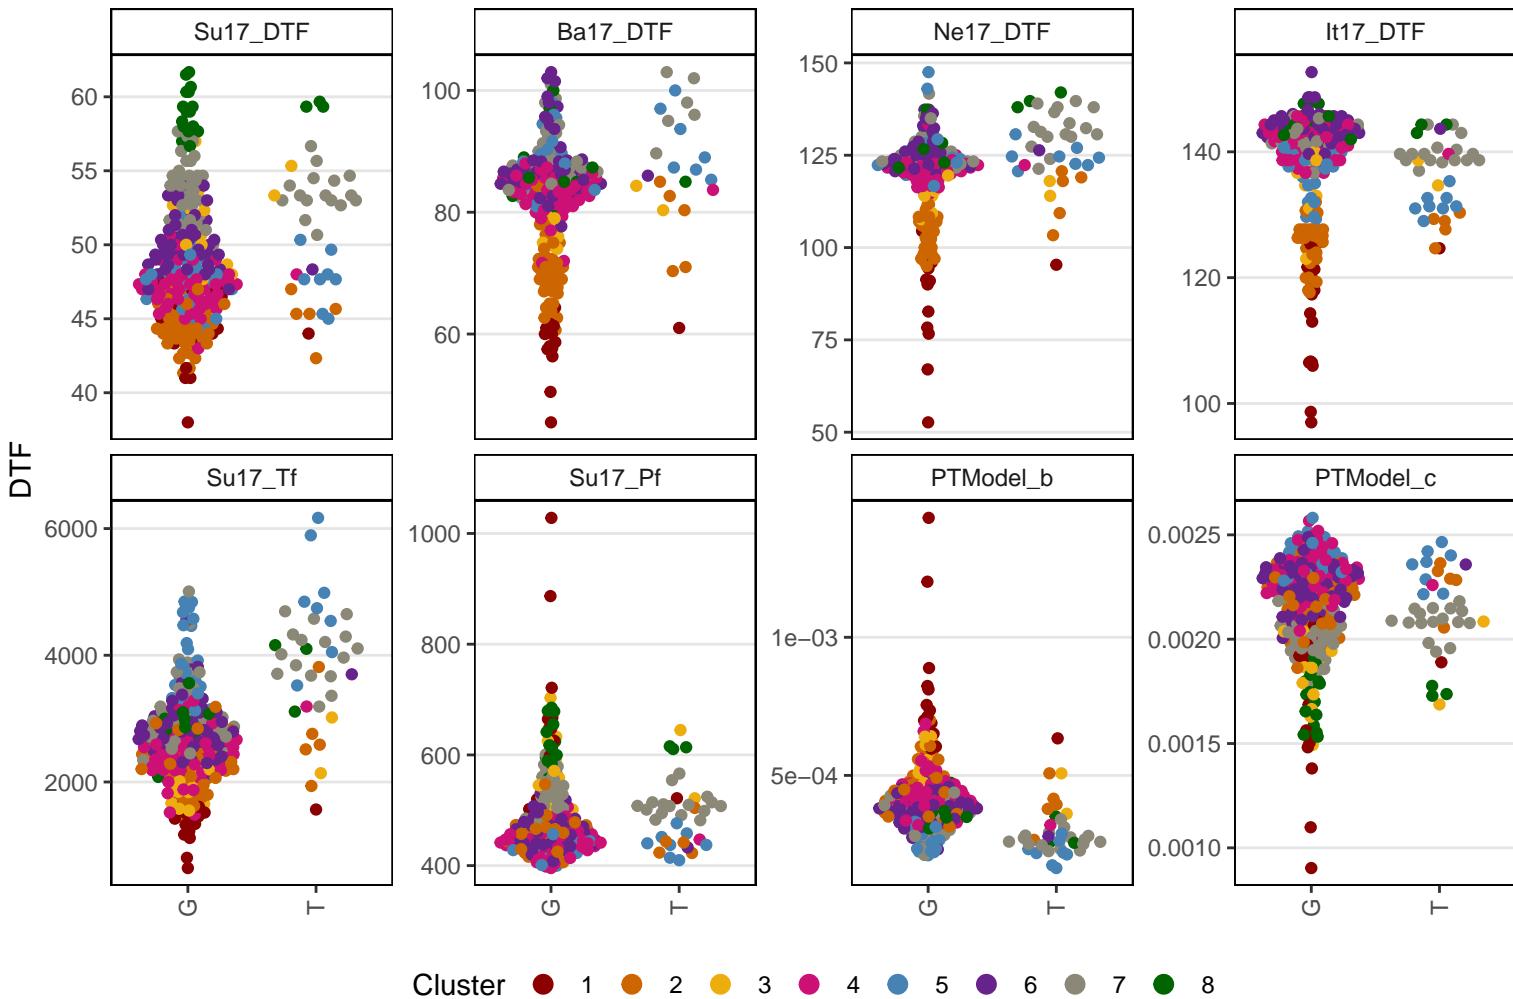 Su17_DTF
Ba17_DTF
Ne17_DTF
It17_DTF
60
55
50
45
40
100
80
60
150
125
100
75
50
140
120
100
DTF
Su17_Tf
Su17_Pf
PTModel_b
PTModel_c
6000
4000
2000
1000
800
600
400
1e−03
5e−04
0.0025
0.0020
0.0015
0.0010
G
T
G
T
G
T
G
T
Cluster 1 2 3 4 5 6 7 8